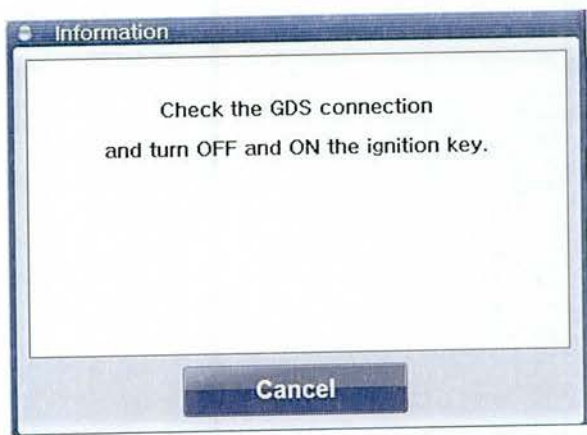 Information
Check the GDS connection
and turn OFF and ON the ignition key.
Cancel